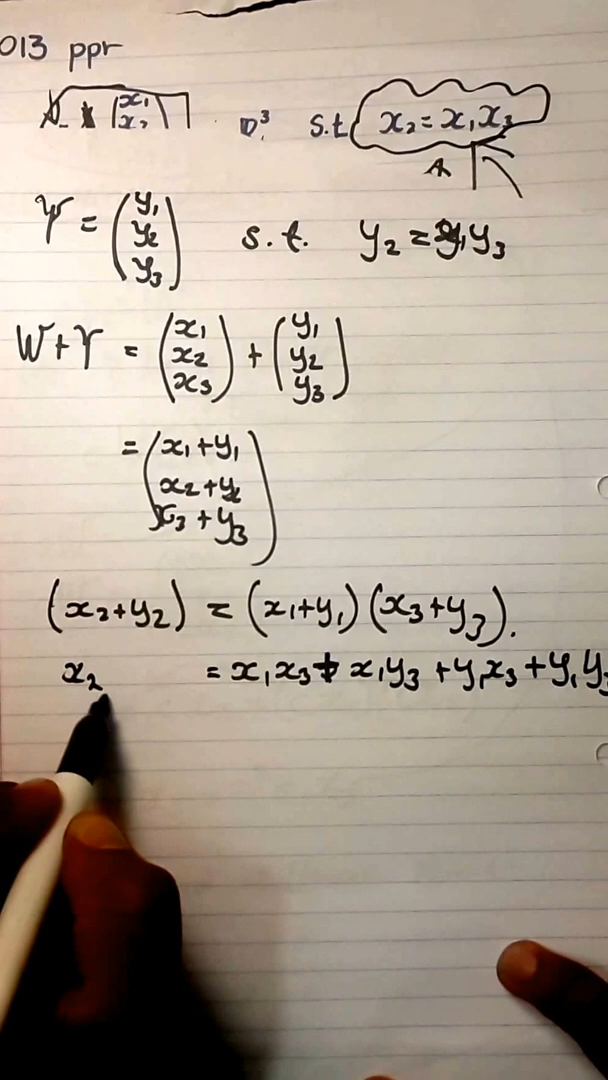 013 ppr
(x₁ x₂) D³ s.t x₂ = x₁x₃
A
Y = (y₁ y₂ y₃) s.t. y₂ = y₁y₃
W+Y = (x₁ x₂ x₃) + (y₁ y₂ y₃)
= (x₁+y₁ x₂+y₂ x₃+y₃)
(x₂+y₂) = (x₁+y₁)(x₃+y₃).
x₂ = x₁x₃+x₁y₃+y₁x₃+y₁y₃